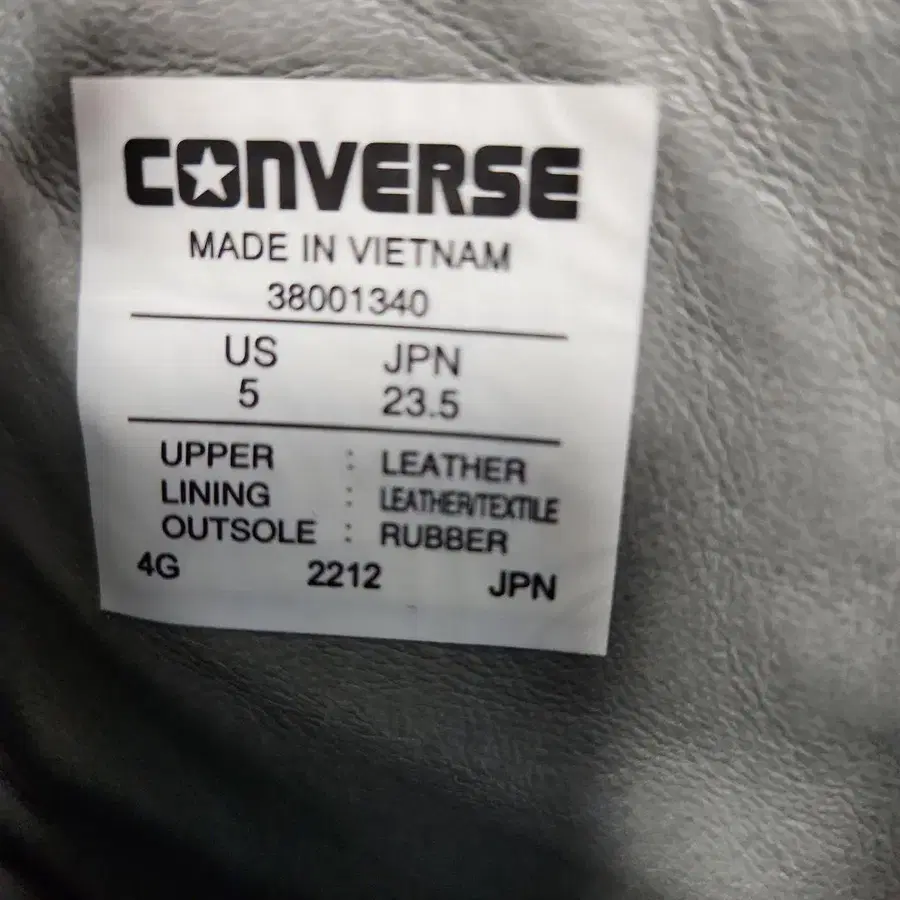 CONVERSE
MADE IN VIETNAM
38001340
US JPN
5 23.5
UPPER : LEATHER
LINING : LEATHER/TEXTILE
OUTSOLE : RUBBER
4G 2212 JPN